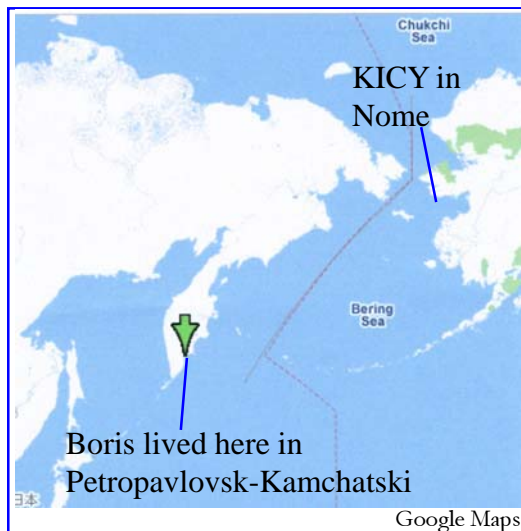 Chukchi
Sea
KICY in
Nome
Bering
Sea
Boris lived here in
Petropavlovsk-Kamchatski
日本
Google Maps